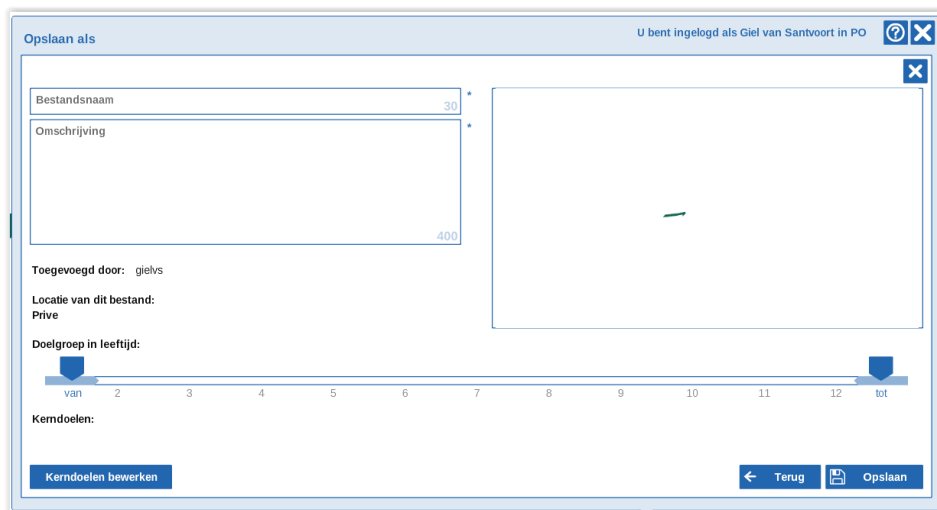 Opslaan als
U bent ingelogd als Giel van Santvoort in PO
Bestandsnaam
30
*
Omschrijving
400
*
Toegevoegd door: gielvs
Locatie van dit bestand:
Prive
Doelgroep in leeftijd:
van 2 3 4 5 6 7 8 9 10 11 12 tot
Kerndoelen:
Kerndoelen bewerken
Terug
Opslaan